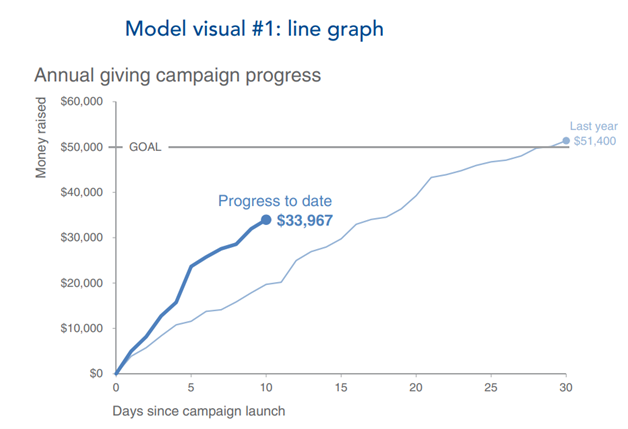 Model visual #1: line graph
Annual giving campaign progress
Money raised
$60,000
$50,000
$40,000
$30,000
$20,000
$10,000
$0
GOAL
Last year
$51,400
Progress to date
$33,967
0 5 10 15 20 25 30
Days since campaign launch